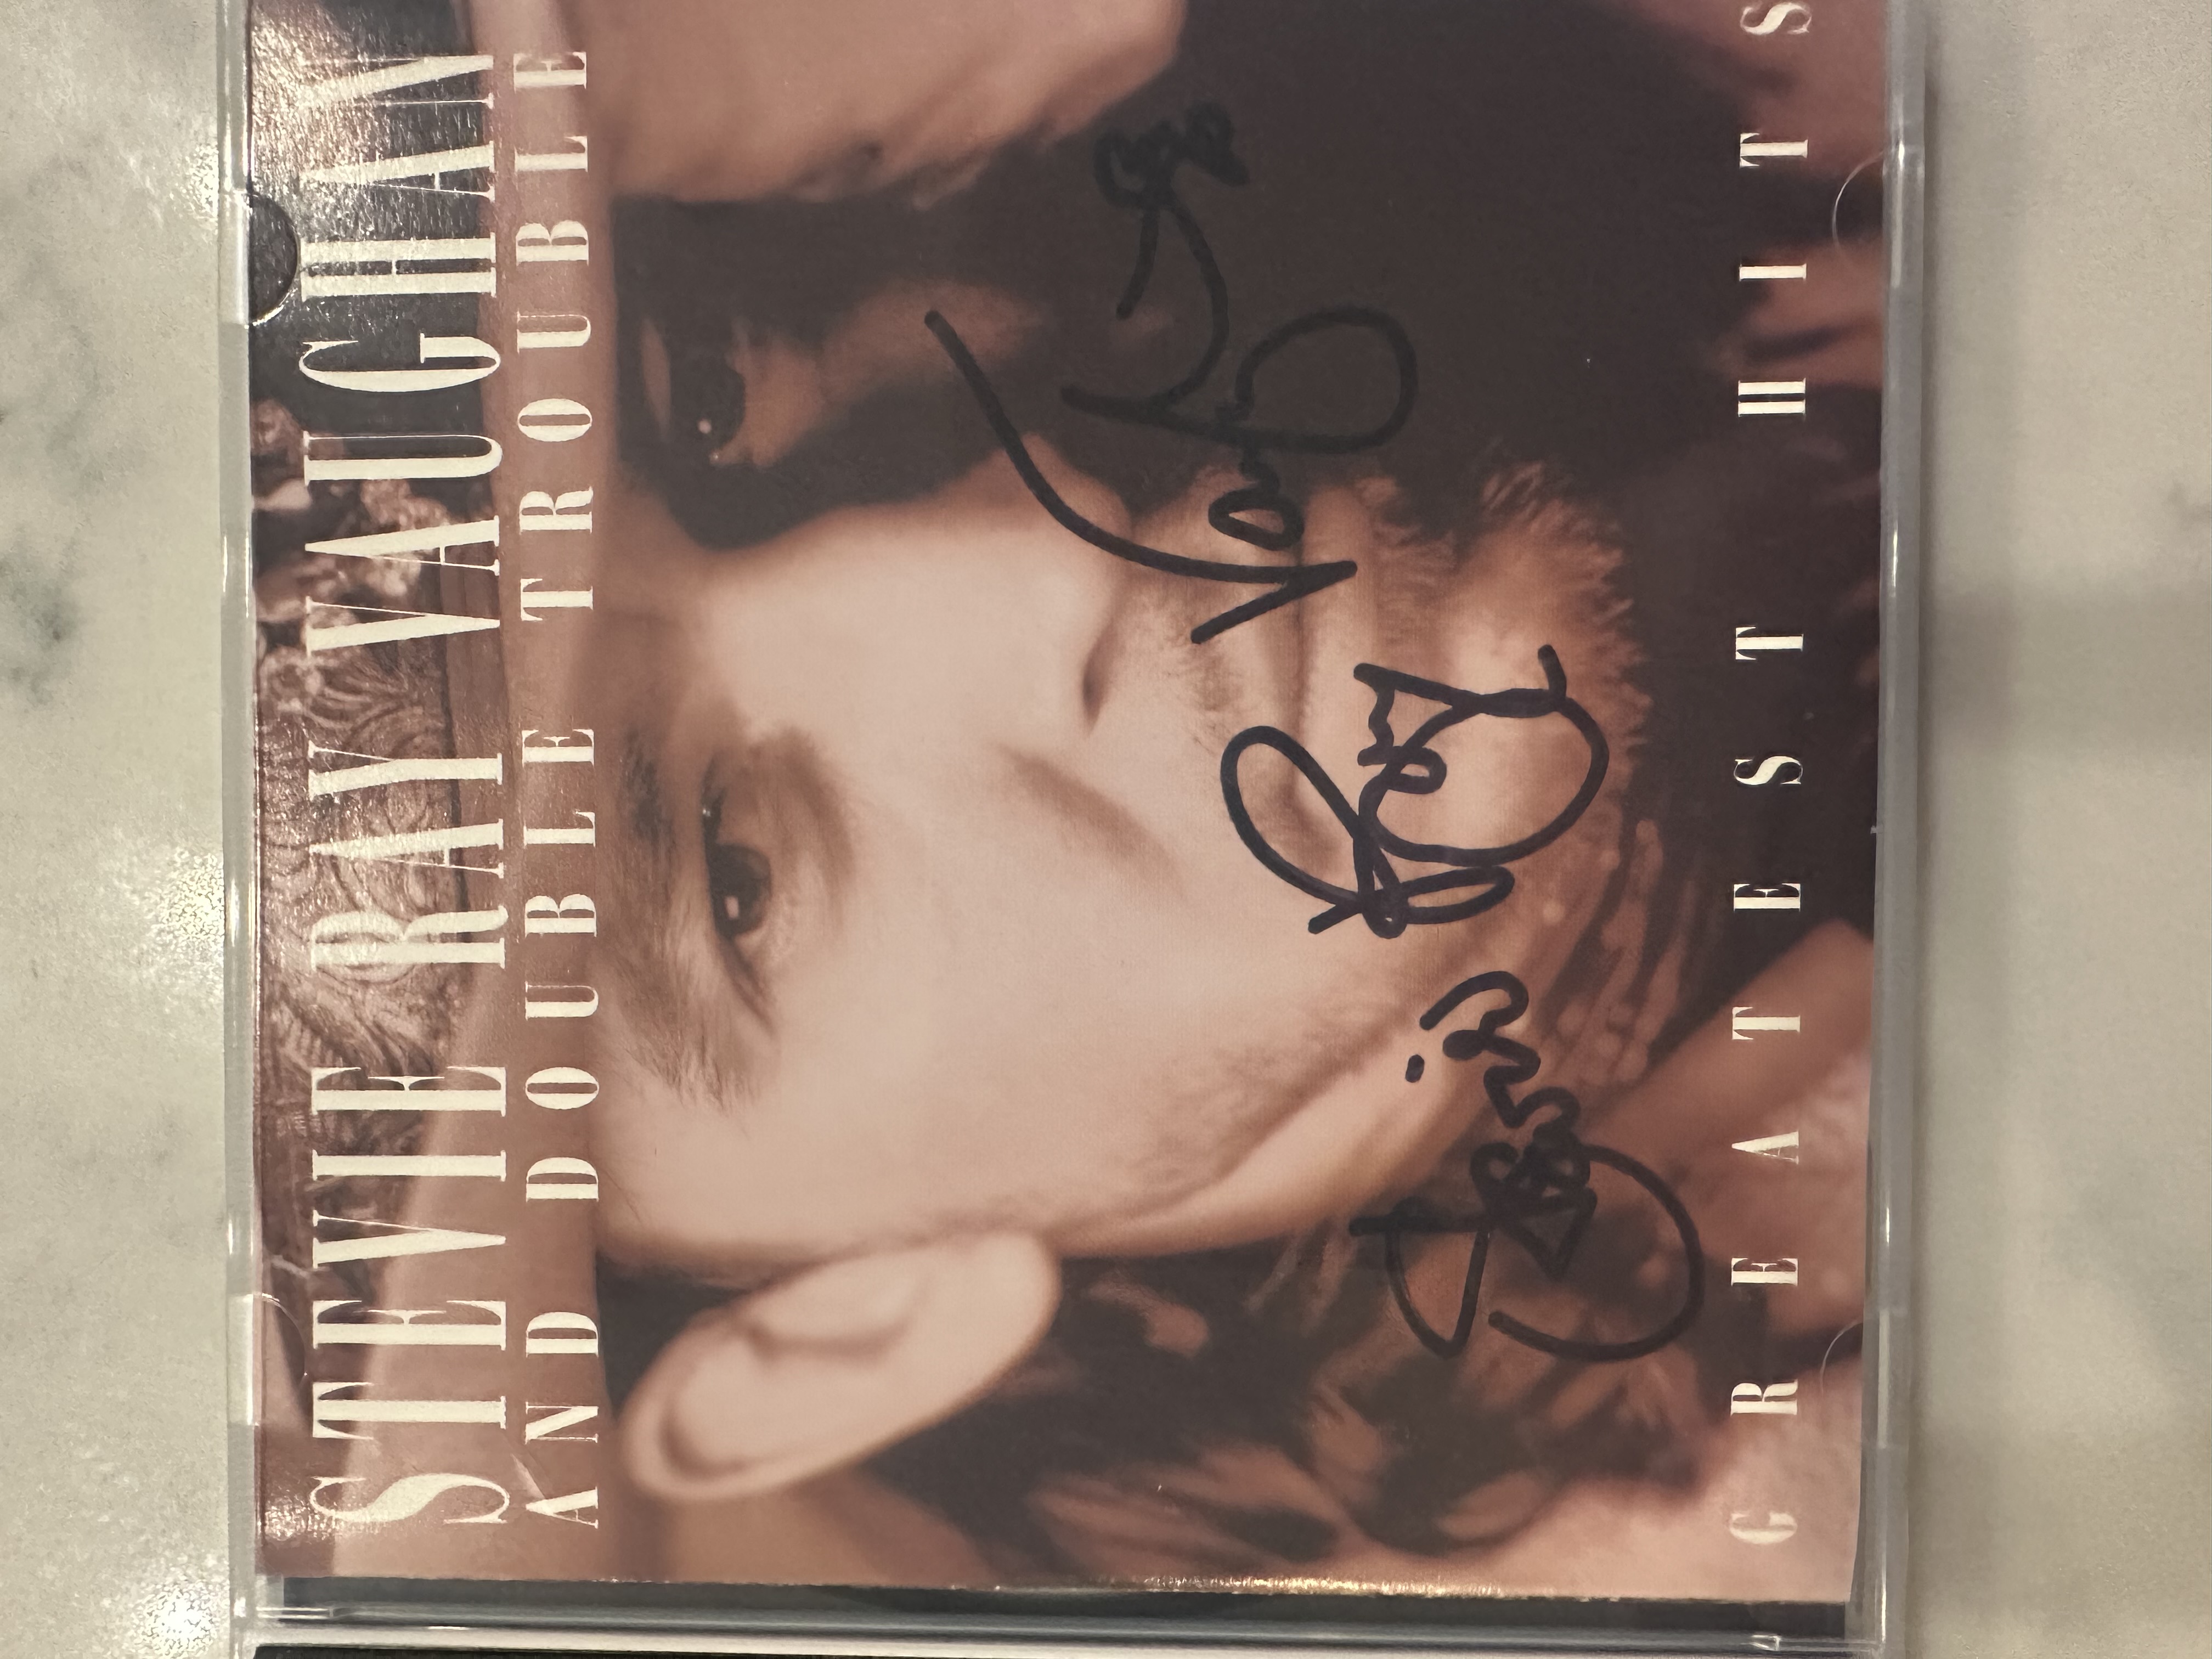 STEVIE RAY VAUGHAN
AND DOUBLE TROUBLE
GREATEST HITS